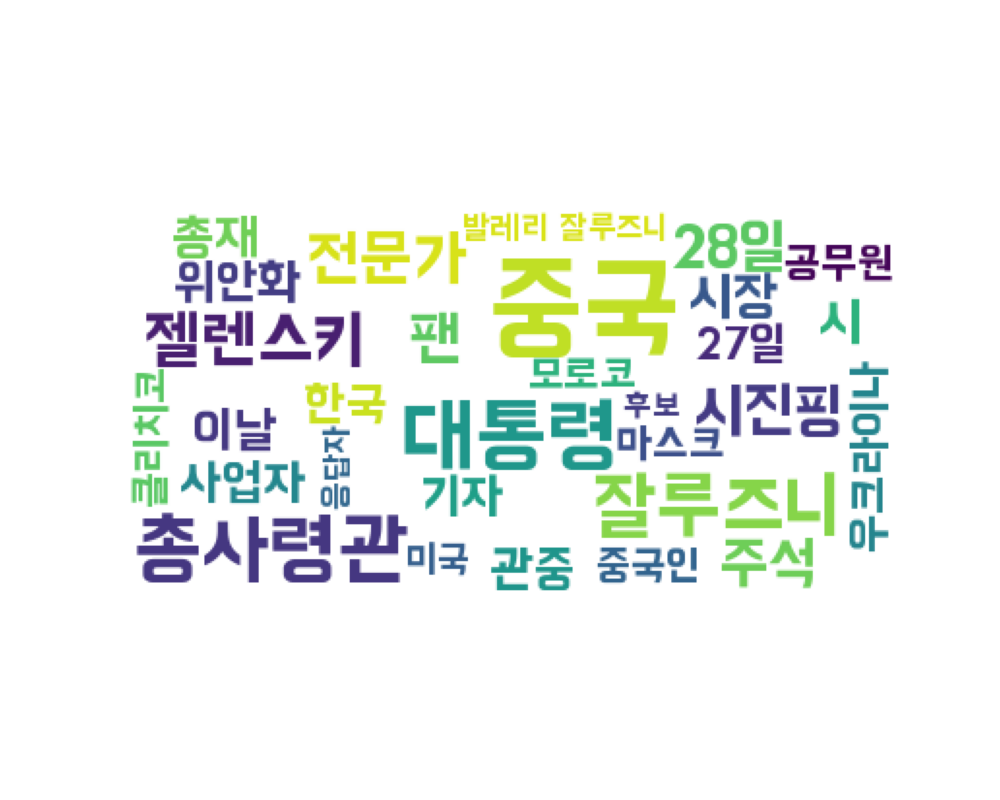 총재
전문가
발레리 잘루즈니
28일
공무원
위안화
중국
시장
시
젤렌스키
팬
27일
모로코
클리치코
한국
대통령
후보
시진핑
우크라이나
이날
응답자
마스크
사업자
기자
잘루즈니
총사령관
미국
관중
중국인
주석